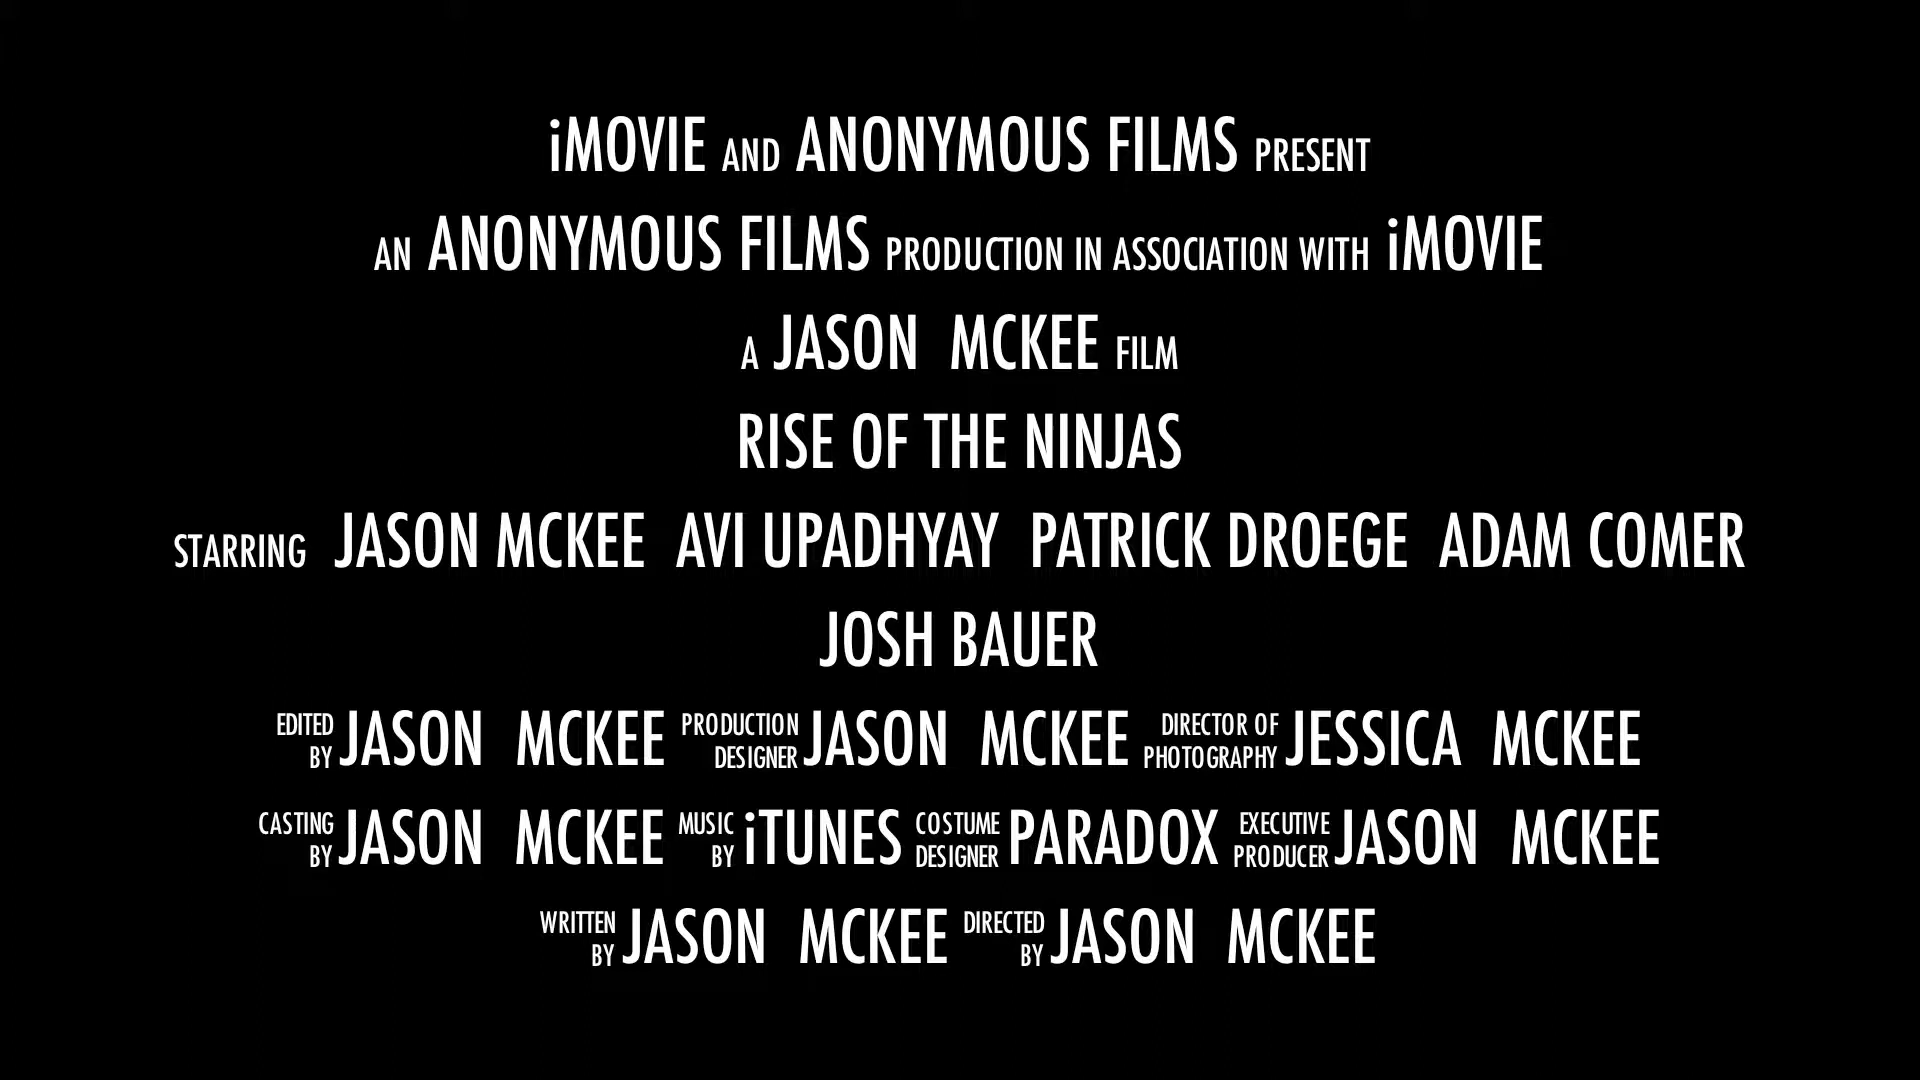 iMOVIE AND ANONYMOUS FILMS PRESENT
AN ANONYMOUS FILMS PRODUCTION IN ASSOCIATION WITH iMOVIE
A JASON MCKEE FILM
RISE OF THE NINJAS
STARRING JASON MCKEE AVI UPADHYAY PATRICK DROEGE ADAM COMER
JOSH BAUER
EDITED BY JASON MCKEE PRODUCTION DESIGNER JASON MCKEE DIRECTOR OF PHOTOGRAPHY JESSICA MCKEE
CASTING BY JASON MCKEE MUSIC BY iTUNES COSTUME DESIGNER PARADOX EXECUTIVE PRODUCER JASON MCKEE
WRITTEN BY JASON MCKEE DIRECTED BY JASON MCKEE